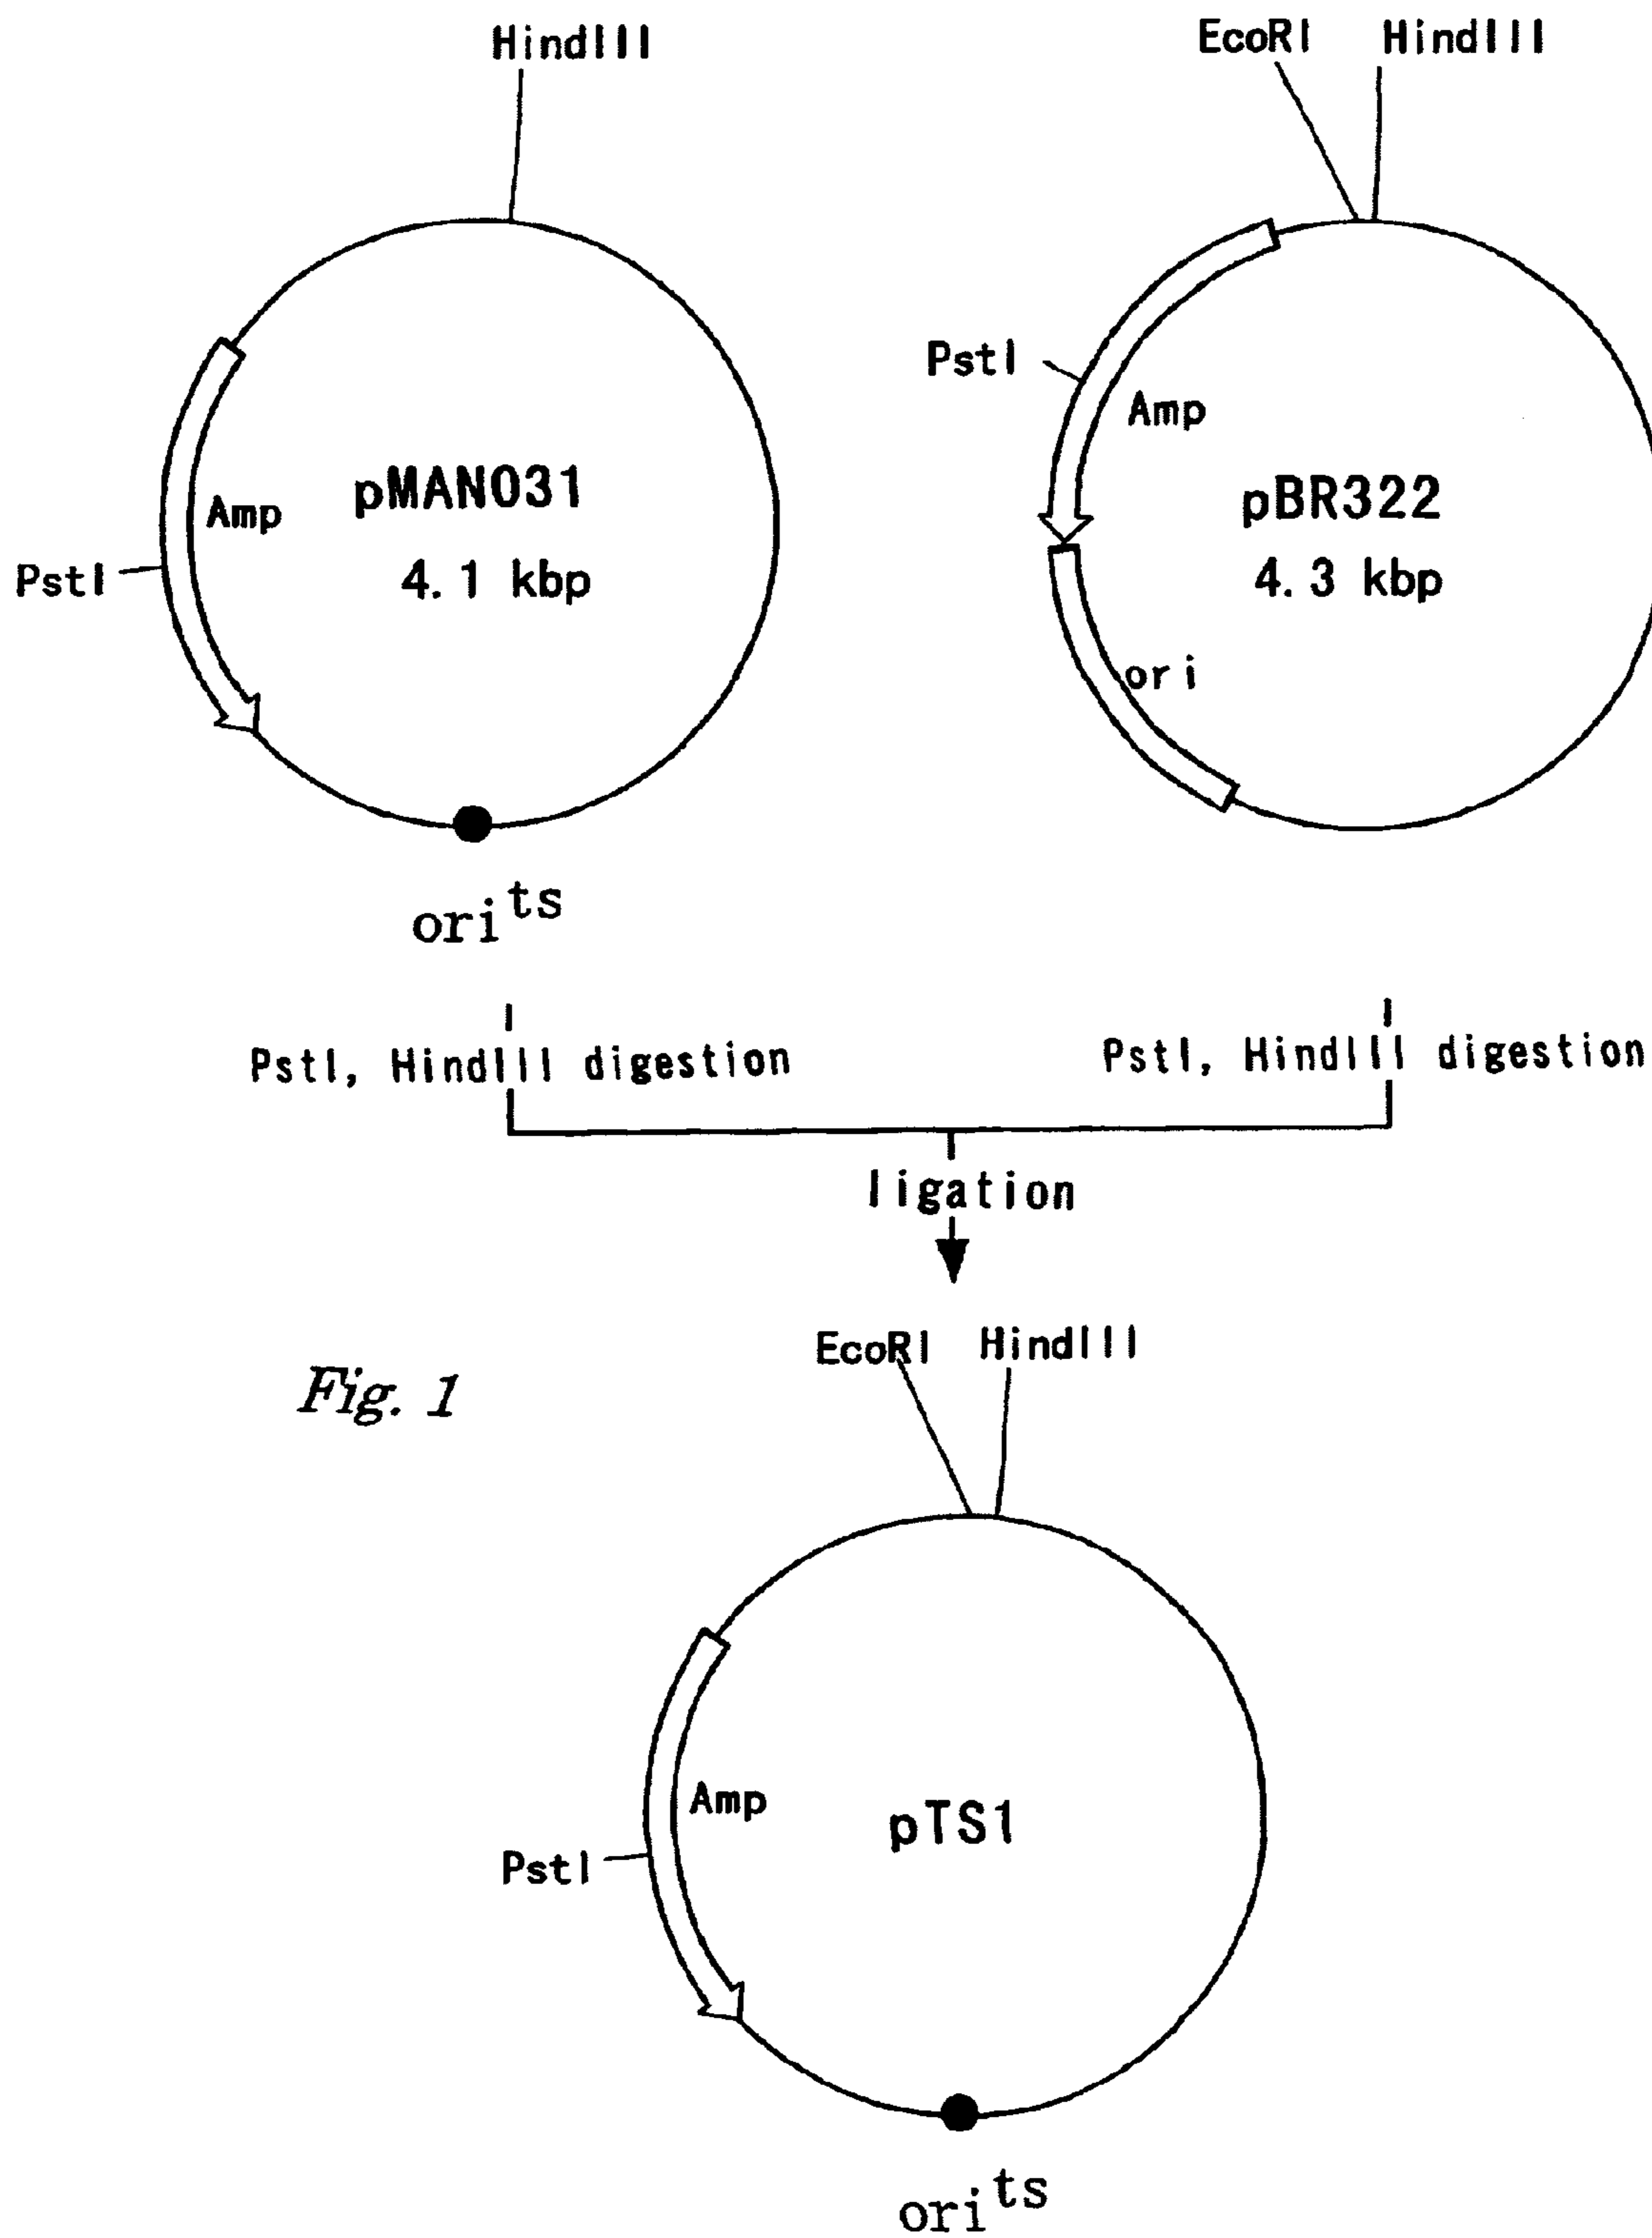 HindIII
EcoRI HindIII
PstI
Amp
pMAN031
4.1 kbp
PstI
Amp
pBR322
4.3 kbp
ori
ori^ts
PstI, HindIII digestion
PstI, HindIII digestion
ligation
Fig. 1
EcoRI HindIII
PstI
Amp
pTS1
ori^ts